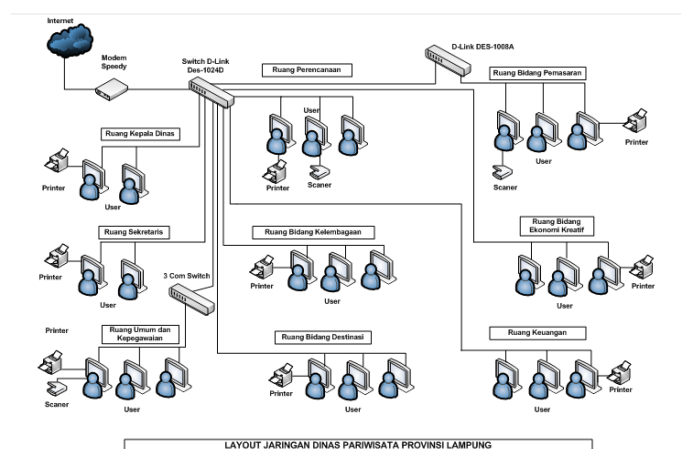 Internet
Modem
Speedy
Switch D-Link
Des-1024D
Ruang Perencanaan
D-Link DES-1008A
Ruang Bidang Pemasaran
User
Printer
Scaner
User
Scaner
Printer
Ruang Kepala Dinas
Printer
User
Ruang Sekretaris
Printer
User
Ruang Bidang Kelembagaan
Printer
User
Ruang Bidang
Ekonomi Kreatif
User
Printer
3 Com Switch
Printer
Ruang Umum dan
Kepegawaian
Scaner
User
Ruang Bidang Destinasi
Printer
User
Ruang Keuangan
User
Printer
LAYOUT JARINGAN DINAS PARIWISATA PROVINSI LAMPUNG